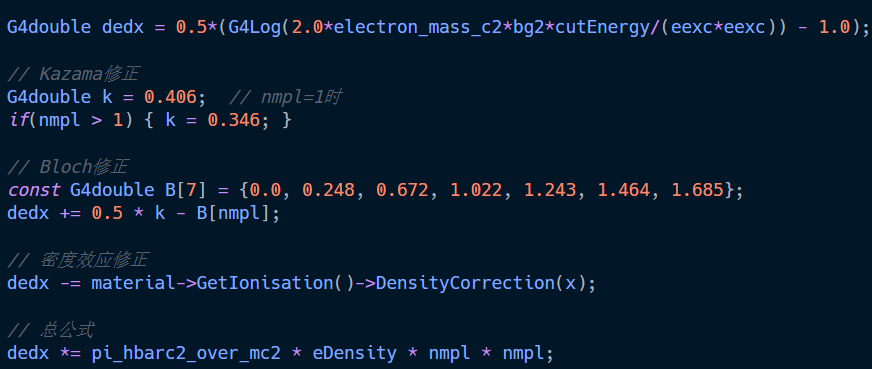 G4double dedx = 0.5*(G4Log(2.0*electron_mass_c2*bg2*cutEnergy/(eexc*eexc)) - 1.0);
// Kazama修正
G4double k = 0.406;  // nmpl=1时
if(nmpl > 1) { k = 0.346; }
// Bloch修正
const G4double B[7] = {0.0, 0.248, 0.672, 1.022, 1.243, 1.464, 1.685};
dedx += 0.5 * k - B[nmpl];
// 密度效应修正
dedx -= material->GetIonisation()->DensityCorrection(x);
// 总公式
dedx *= pi_hbarc2_over_mc2 * eDensity * nmpl * nmpl;